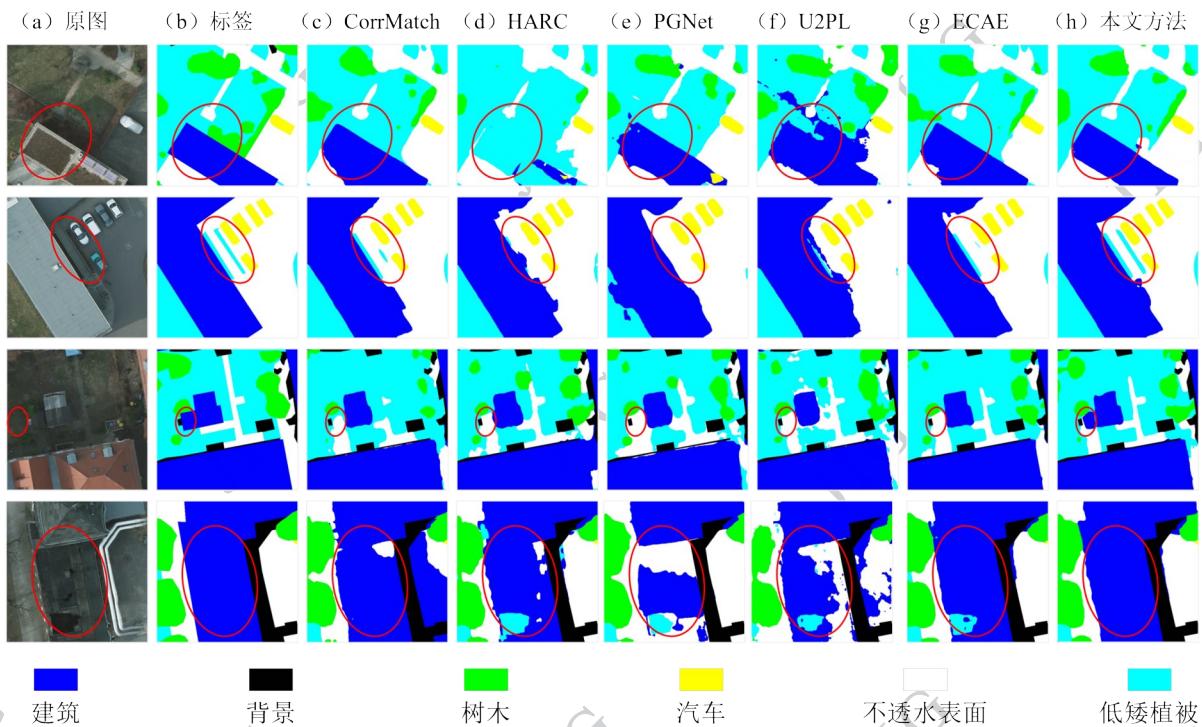 (a) 原图 (b) 标签 (c) CorrMatch (d) HARC (e) PGNet (f) U2PL (g) ECAE (h) 本文方法
建筑 背景 树木 汽车 不透水表面 低矮植被